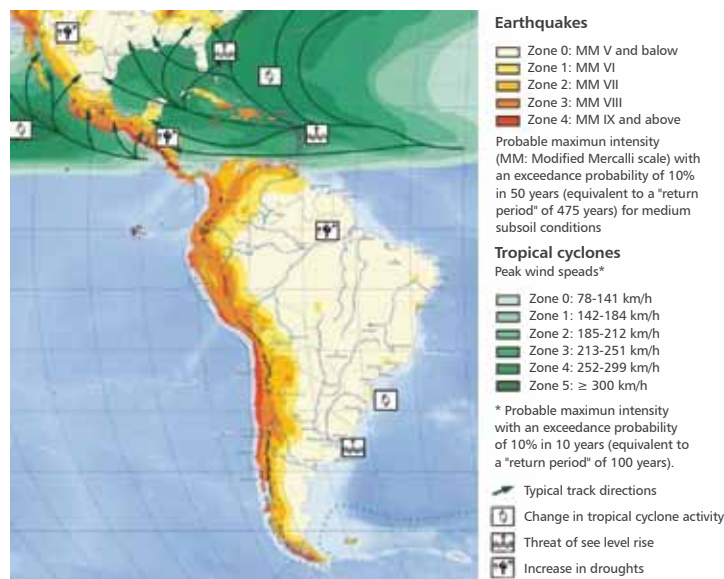 Earthquakes
Zone 0: MM V and below
Zone 1: MM VI
Zone 2: MM VII
Zone 3: MM VIII
Zone 4: MM IX and above
Probable maximun intensity
(MM: Modified Mercalli scale) with
an exceedance probability of 10%
in 50 years (equivalent to a "return
period" of 475 years) for medium
subsoil conditions
Tropical cyclones
Peak wind speads*
Zone 0: 78-141 km/h
Zone 1: 142-184 km/h
Zone 2: 185-212 km/h
Zone 3: 213-251 km/h
Zone 4: 252-299 km/h
Zone 5: ≥ 300 km/h
* Probable maximun intensity
with an exceedance probability
of 10% in 10 years (equivalent to
a "return period" of 100 years).
Typical track directions
Change in tropical cyclone activity
Threat of see level rise
Increase in droughts